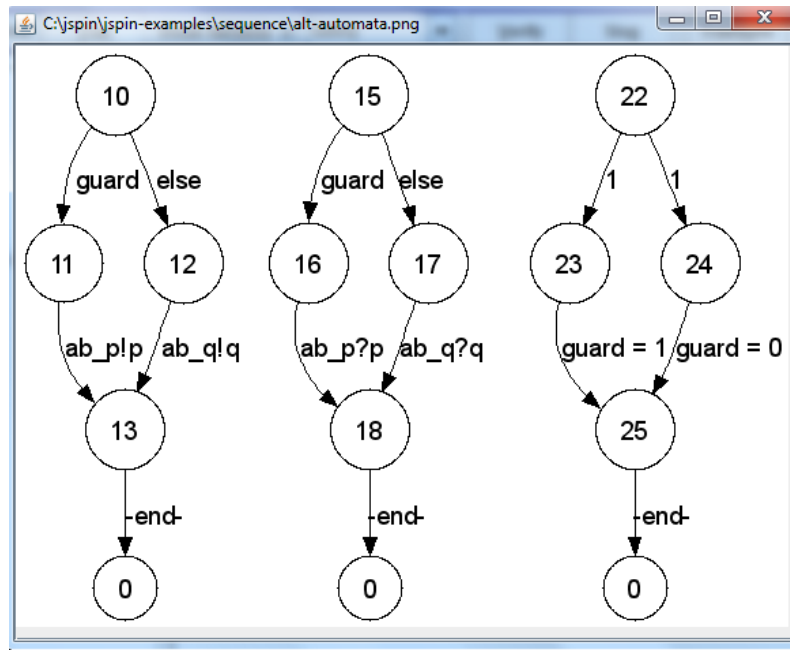 C:\jspin\jspin-examples\sequence\alt-automata.png
10 15 22
guard else guard else 1 1
11 12 16 17 23 24
ab_p!p ab_q!q ab_p?p ab_q?q guard = 1 guard = 0
13 18 25
-end- -end- -end-
0 0 0